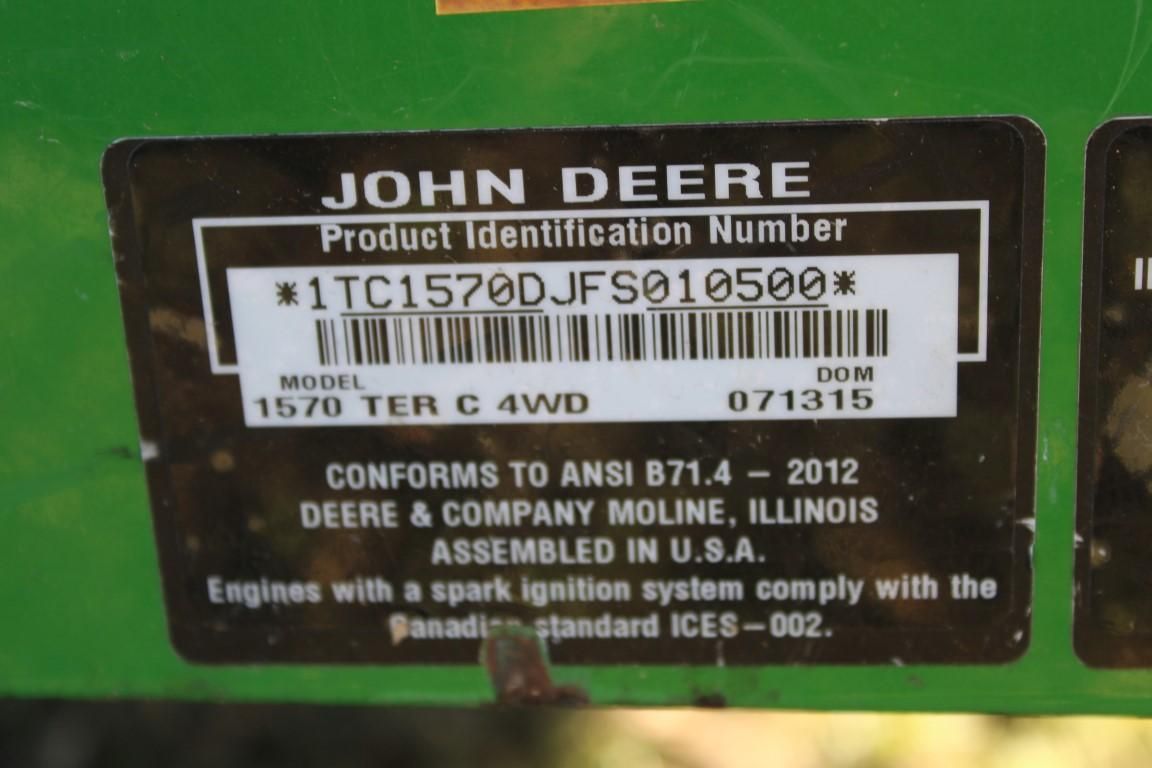 JOHN DEERE
Product Identification Number
*1TC1570DJFS010500*
MODEL DOM
1570 TER C 4WD 071315
CONFORMS TO ANSI B71.4 – 2012
DEERE & COMPANY MOLINE, ILLINOIS
ASSEMBLED IN U.S.A.
Engines with a spark ignition system comply with the
Canadian standard ICES–002.